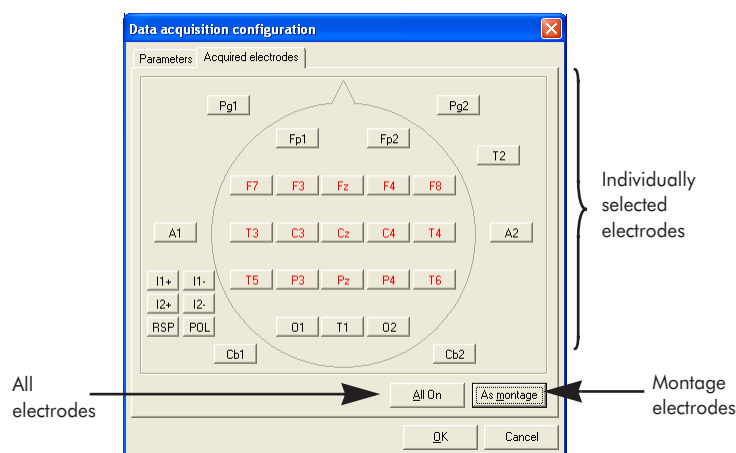 Data acquisition configuration
Parameters Acquired electrodes
Pg1 Pg2
Fp1 Fp2
T2
F7 F3 Fz F4 F8
Individually
selected
electrodes
A1 T3 C3 Cz C4 T4 A2
I1+ I1- T5 P3 Pz P4 T6
I2+ I2-
RSP POL O1 T1 O2
Cb1 Cb2
All
electrodes
All On As montage
Montage
electrodes
OK Cancel